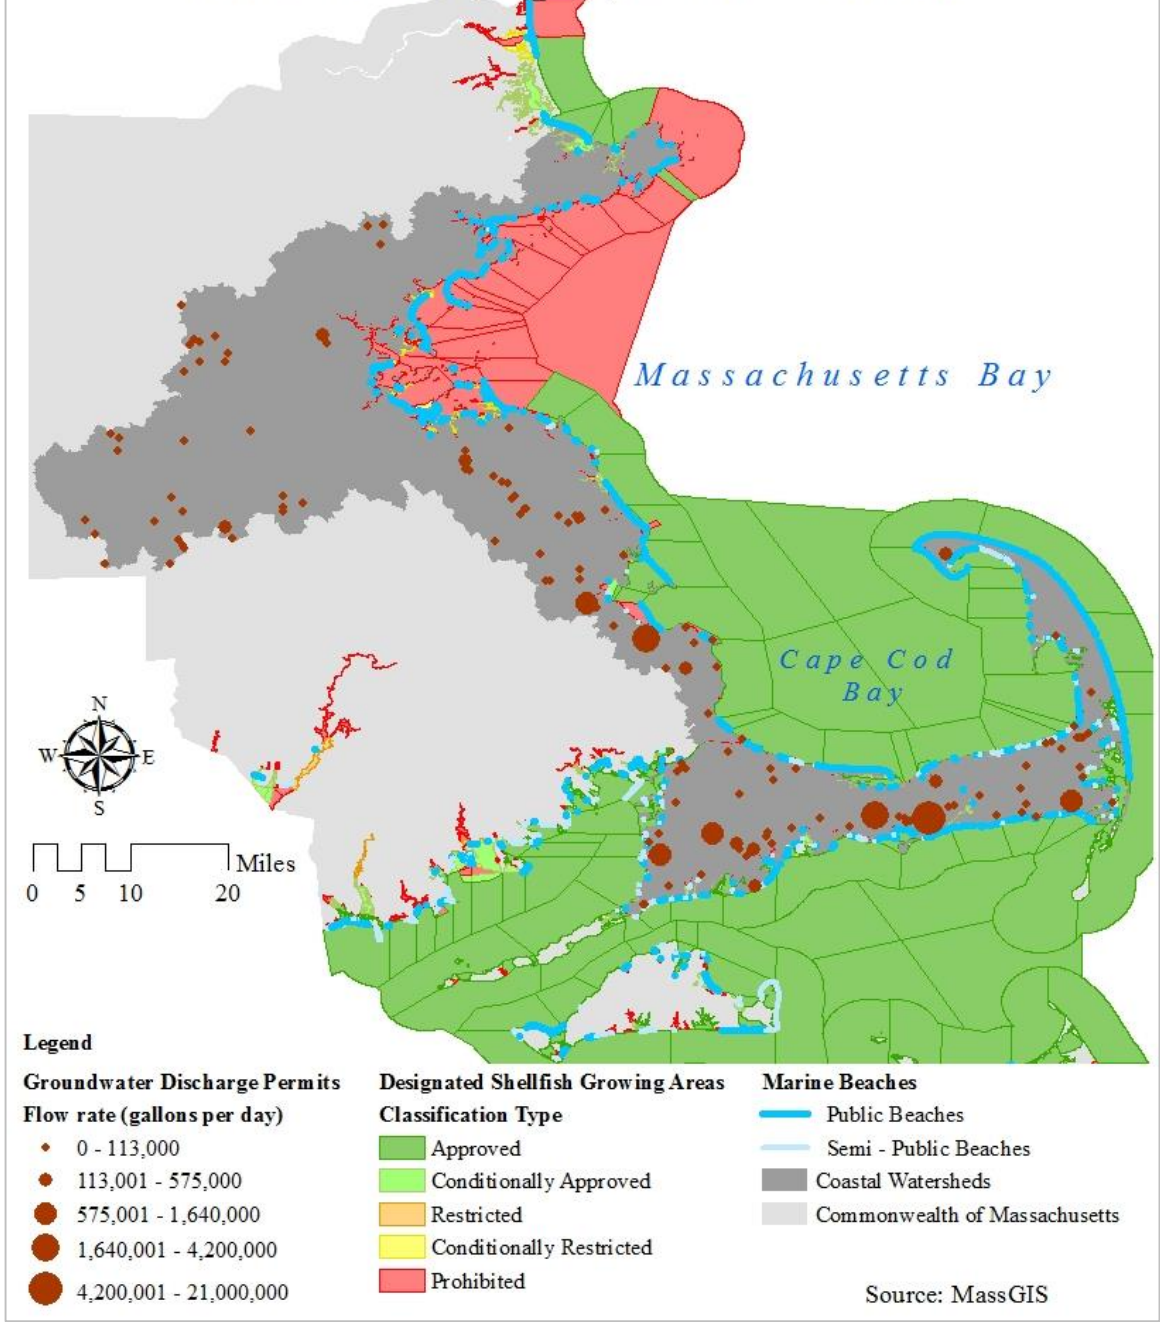 Massachusetts Bay
Cape Cod
Bay
N
W E
S
Miles
0 5 10 20
Legend
Groundwater Discharge Permits
Flow rate (gallons per day)
0 - 113,000
113,001 - 575,000
575,001 - 1,640,000
1,640,001 - 4,200,000
4,200,001 - 21,000,000
Designated Shellfish Growing Areas
Classification Type
Approved
Conditionally Approved
Restricted
Conditionally Restricted
Prohibited
Marine Beaches
Public Beaches
Semi - Public Beaches
Coastal Watersheds
Commonwealth of Massachusetts
Source: MassGIS